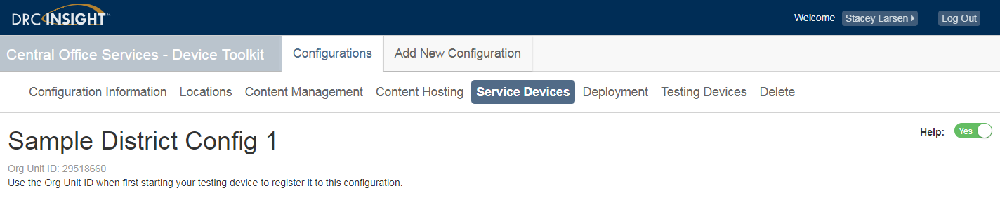 DRC INSIGHT™ Welcome Stacey Larsen Log Out
Central Office Services - Device Toolkit Configurations Add New Configuration
Configuration Information Locations Content Management Content Hosting Service Devices Deployment Testing Devices Delete
Sample District Config 1 Help: Yes
Org Unit ID: 29518660
Use the Org Unit ID when first starting your testing device to register it to this configuration.